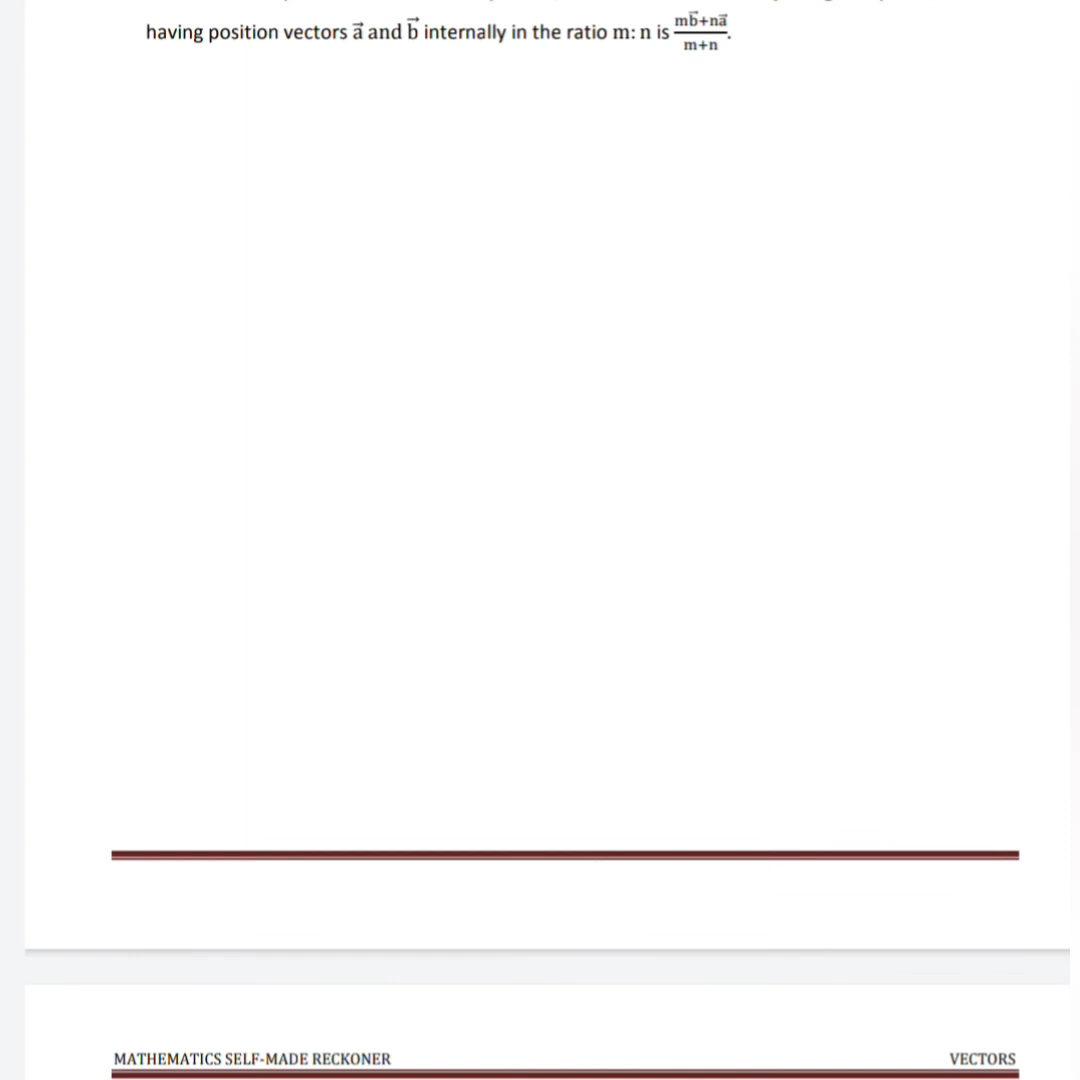 having position vectors a⃗ and b⃗ internally in the ratio m: n is (mb⃗+na⃗)/(m+n).
MATHEMATICS SELF-MADE RECKONER VECTORS